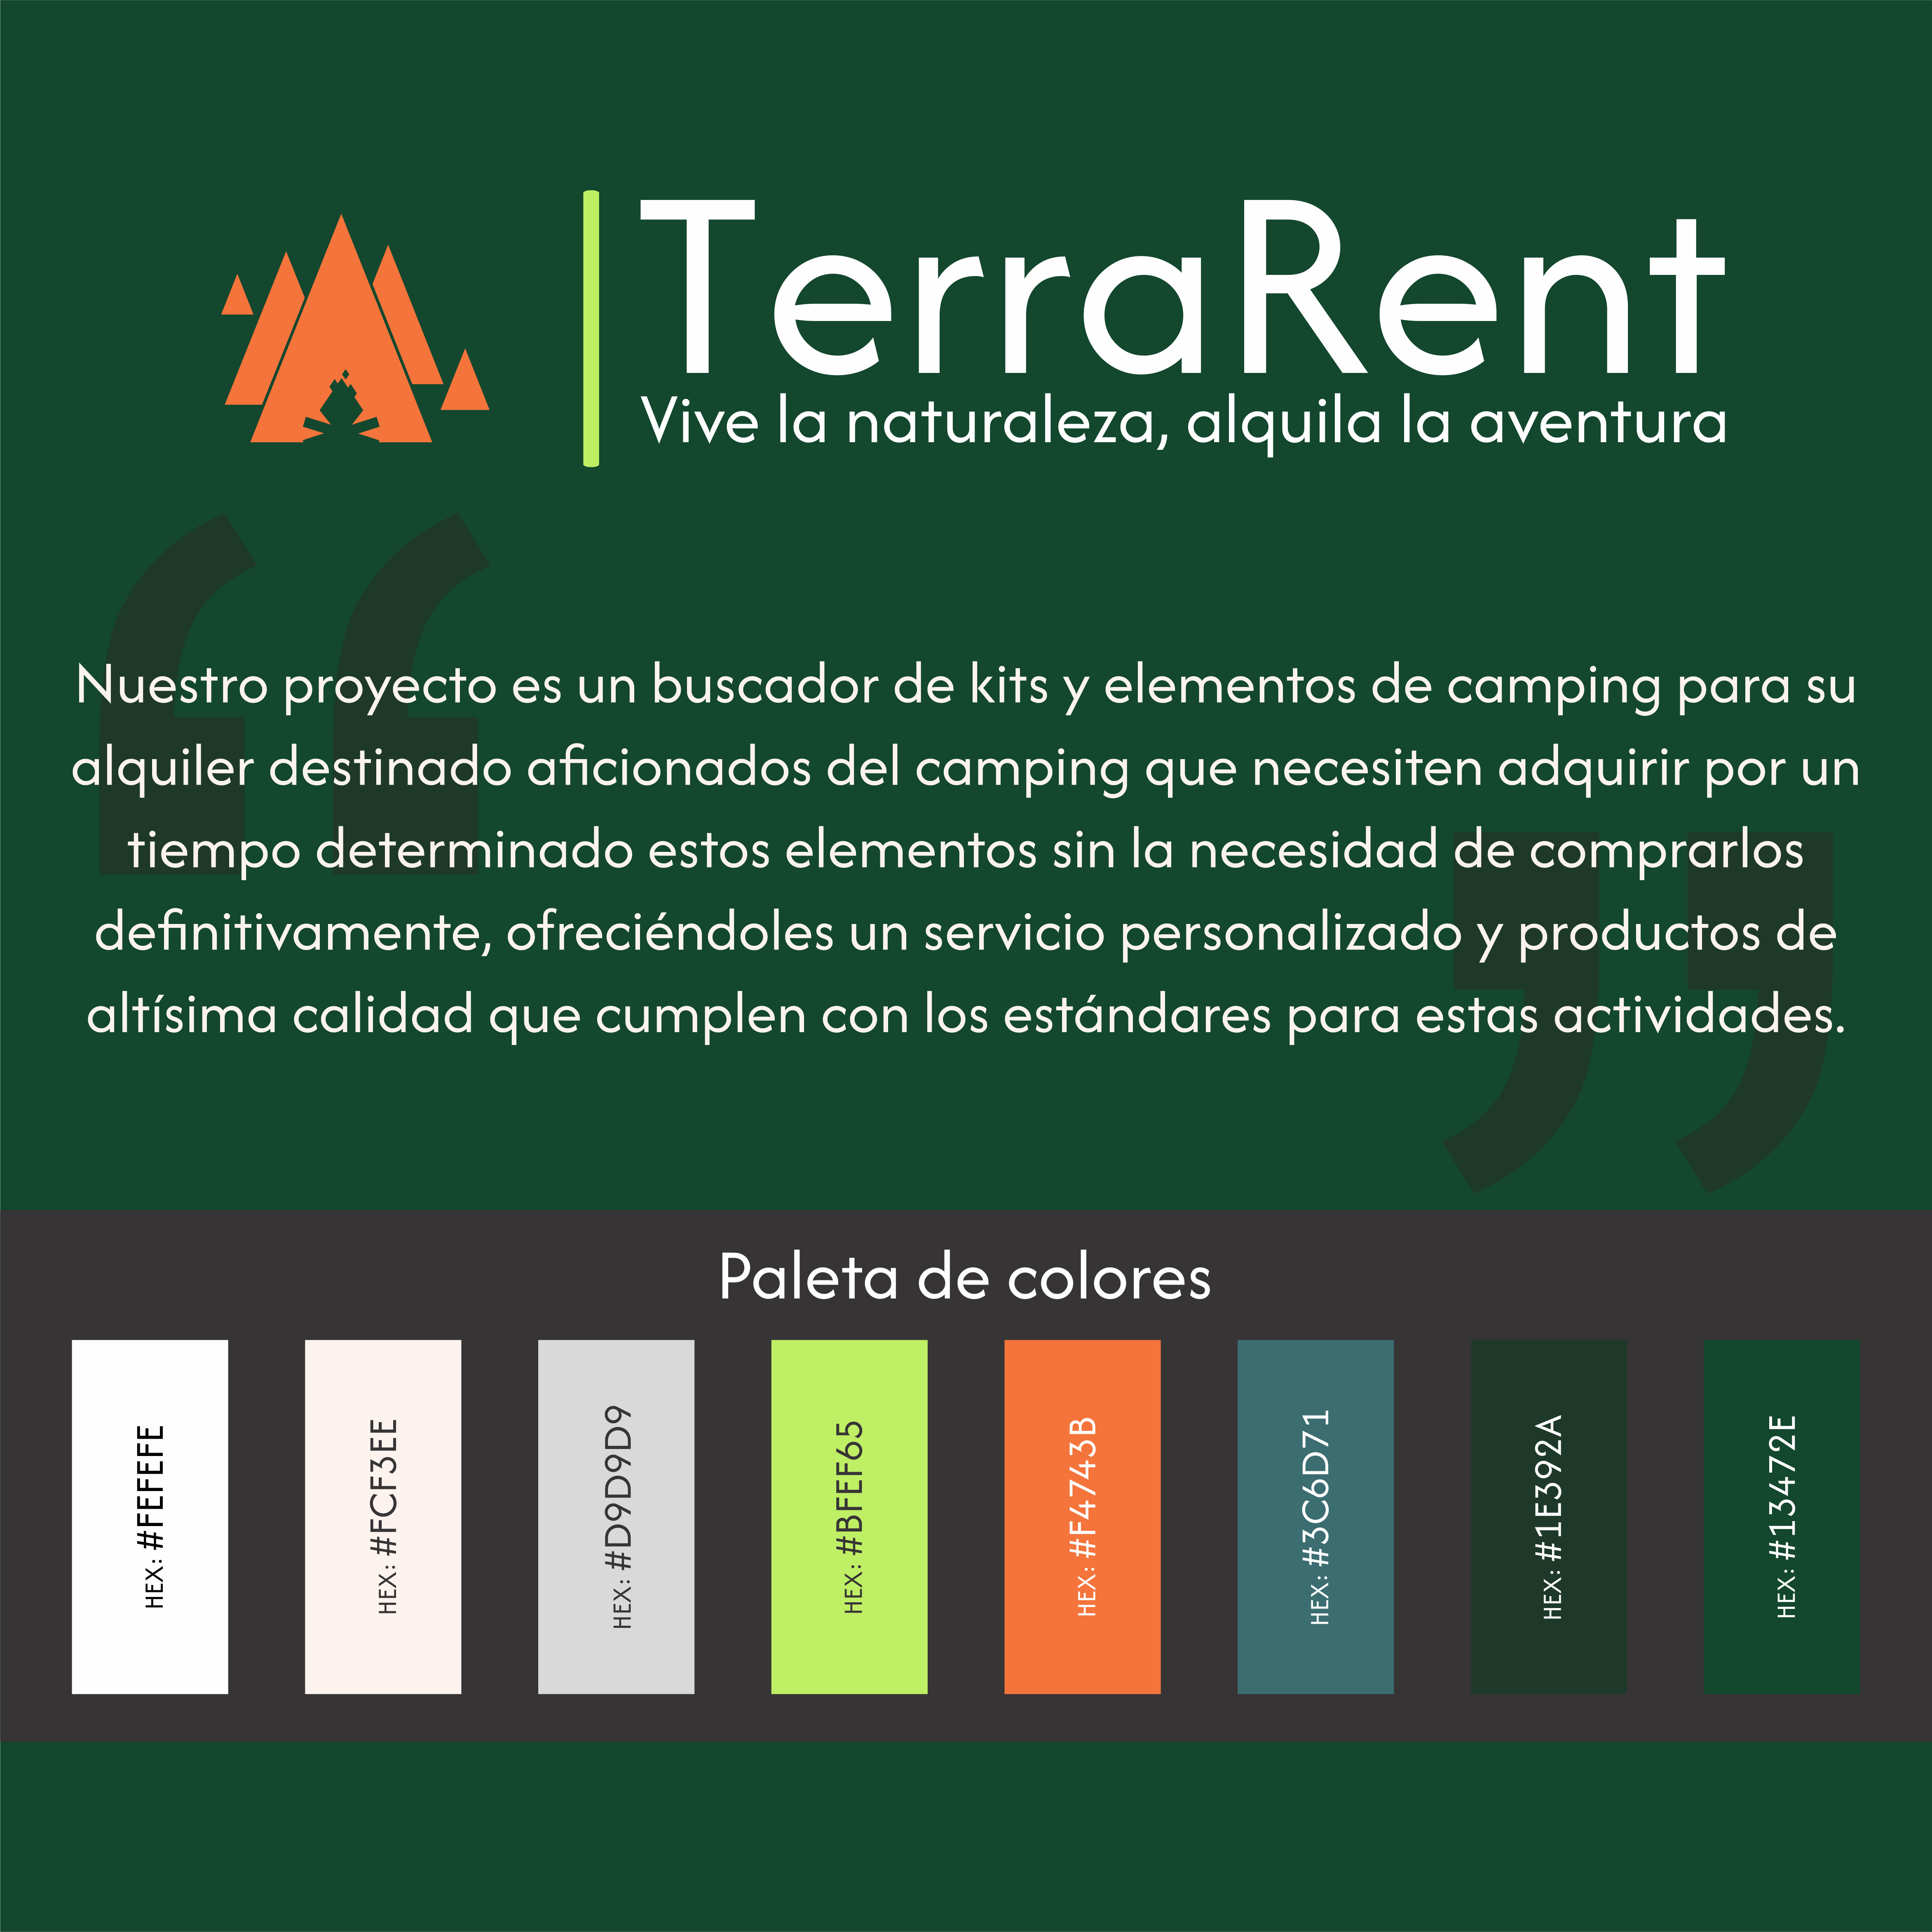 TerraRent
Vive la naturaleza, alquila la aventura
Nuestro proyecto es un buscador de kits y elementos de camping para su
alquiler destinado aficionados del camping que necesiten adquirir por un
tiempo determinado estos elementos sin la necesidad de comprarlos
definitivamente, ofreciéndoles un servicio personalizado y productos de
altísima calidad que cumplen con los estándares para estas actividades.
Paleta de colores
HEX: #FEFEFE
HEX: #FCF3EE
HEX: #D9D9D9
HEX: #BFEF65
HEX: #F4743B
HEX: #3C6D71
HEX: #1E392A
HEX: #13472E